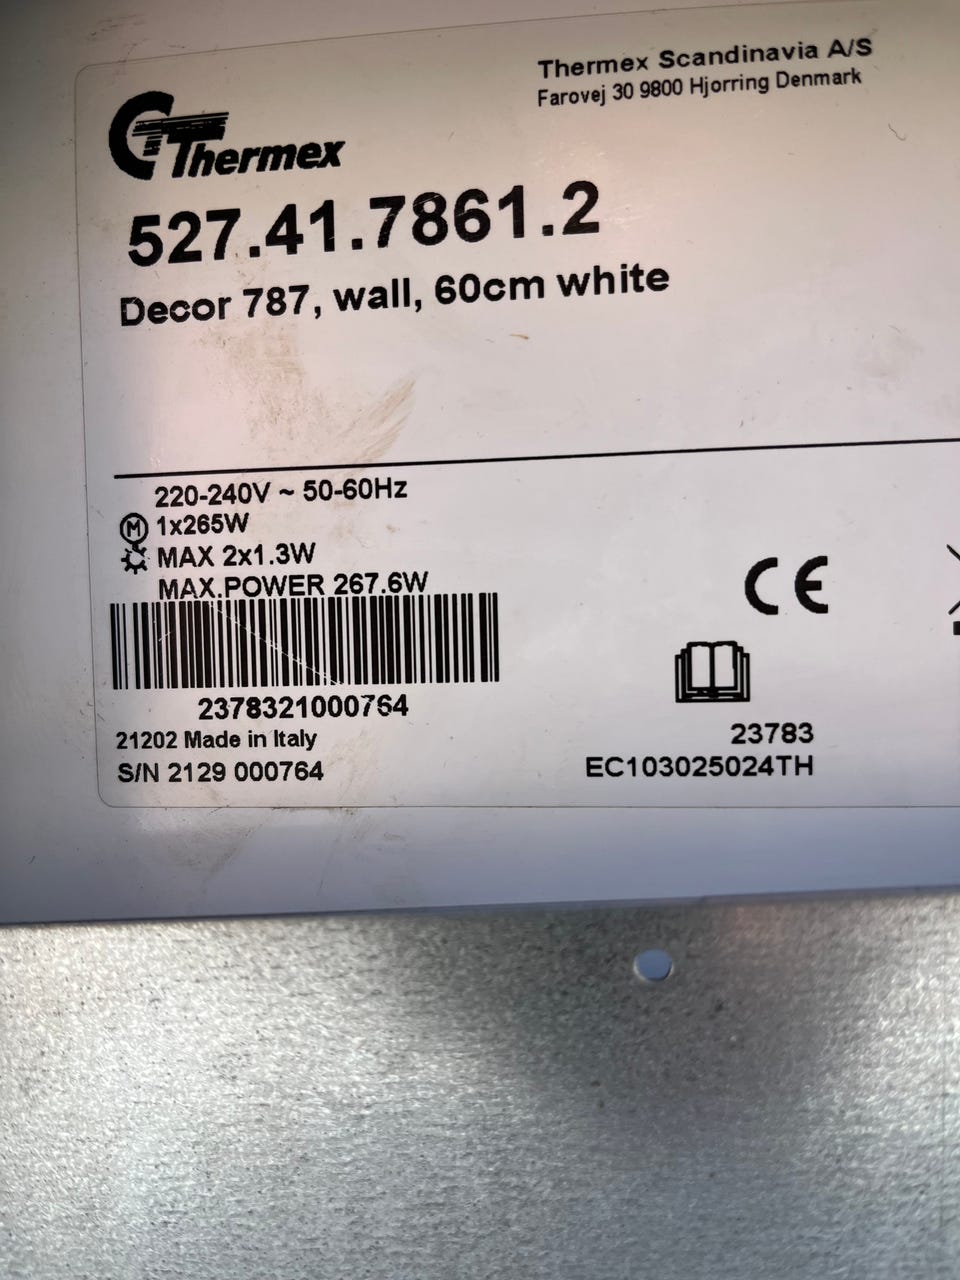 Thermex Scandinavia A/S
Farovej 30 9800 Hjorring Denmark
Thermex
527.41.7861.2
Decor 787, wall, 60cm white
220-240V ~ 50-60Hz
M 1x265W
MAX 2x1.3W
MAX.POWER 267.6W
CE
2378321000764
21202 Made in Italy
S/N 2129 000764
23783
EC103025024TH